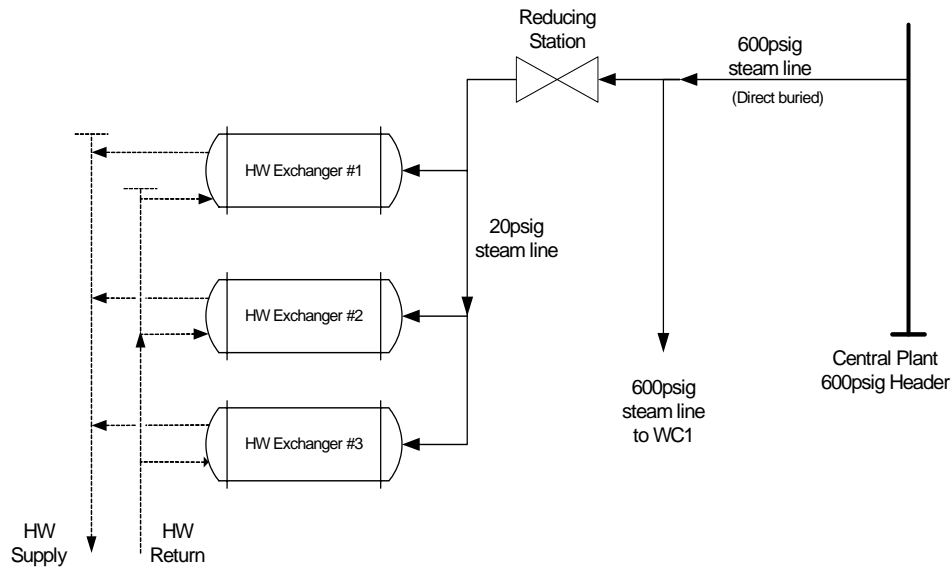 Reducing
Station
600psig
steam line
(Direct buried)
HW Exchanger #1
20psig
steam line
HW Exchanger #2
600psig
steam line
to WC1
Central Plant
600psig Header
HW Exchanger #3
HW
Supply
HW
Return